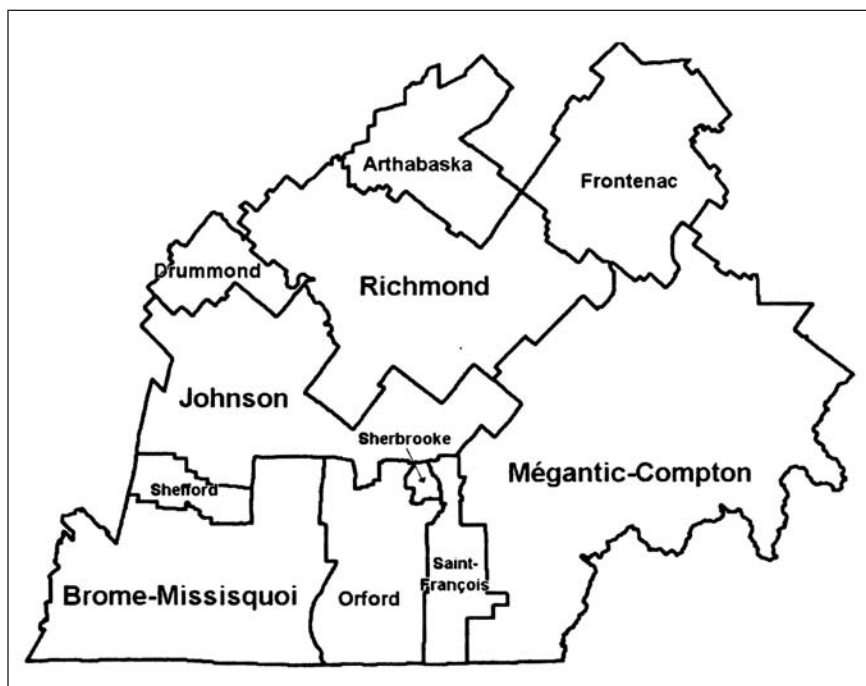 Arthabaska
Frontenac
Drummond
Richmond
Johnson
Sherbrooke
Mégantic-Compton
Shefford
Saint-
François
Brome-Missisquoi
Orford